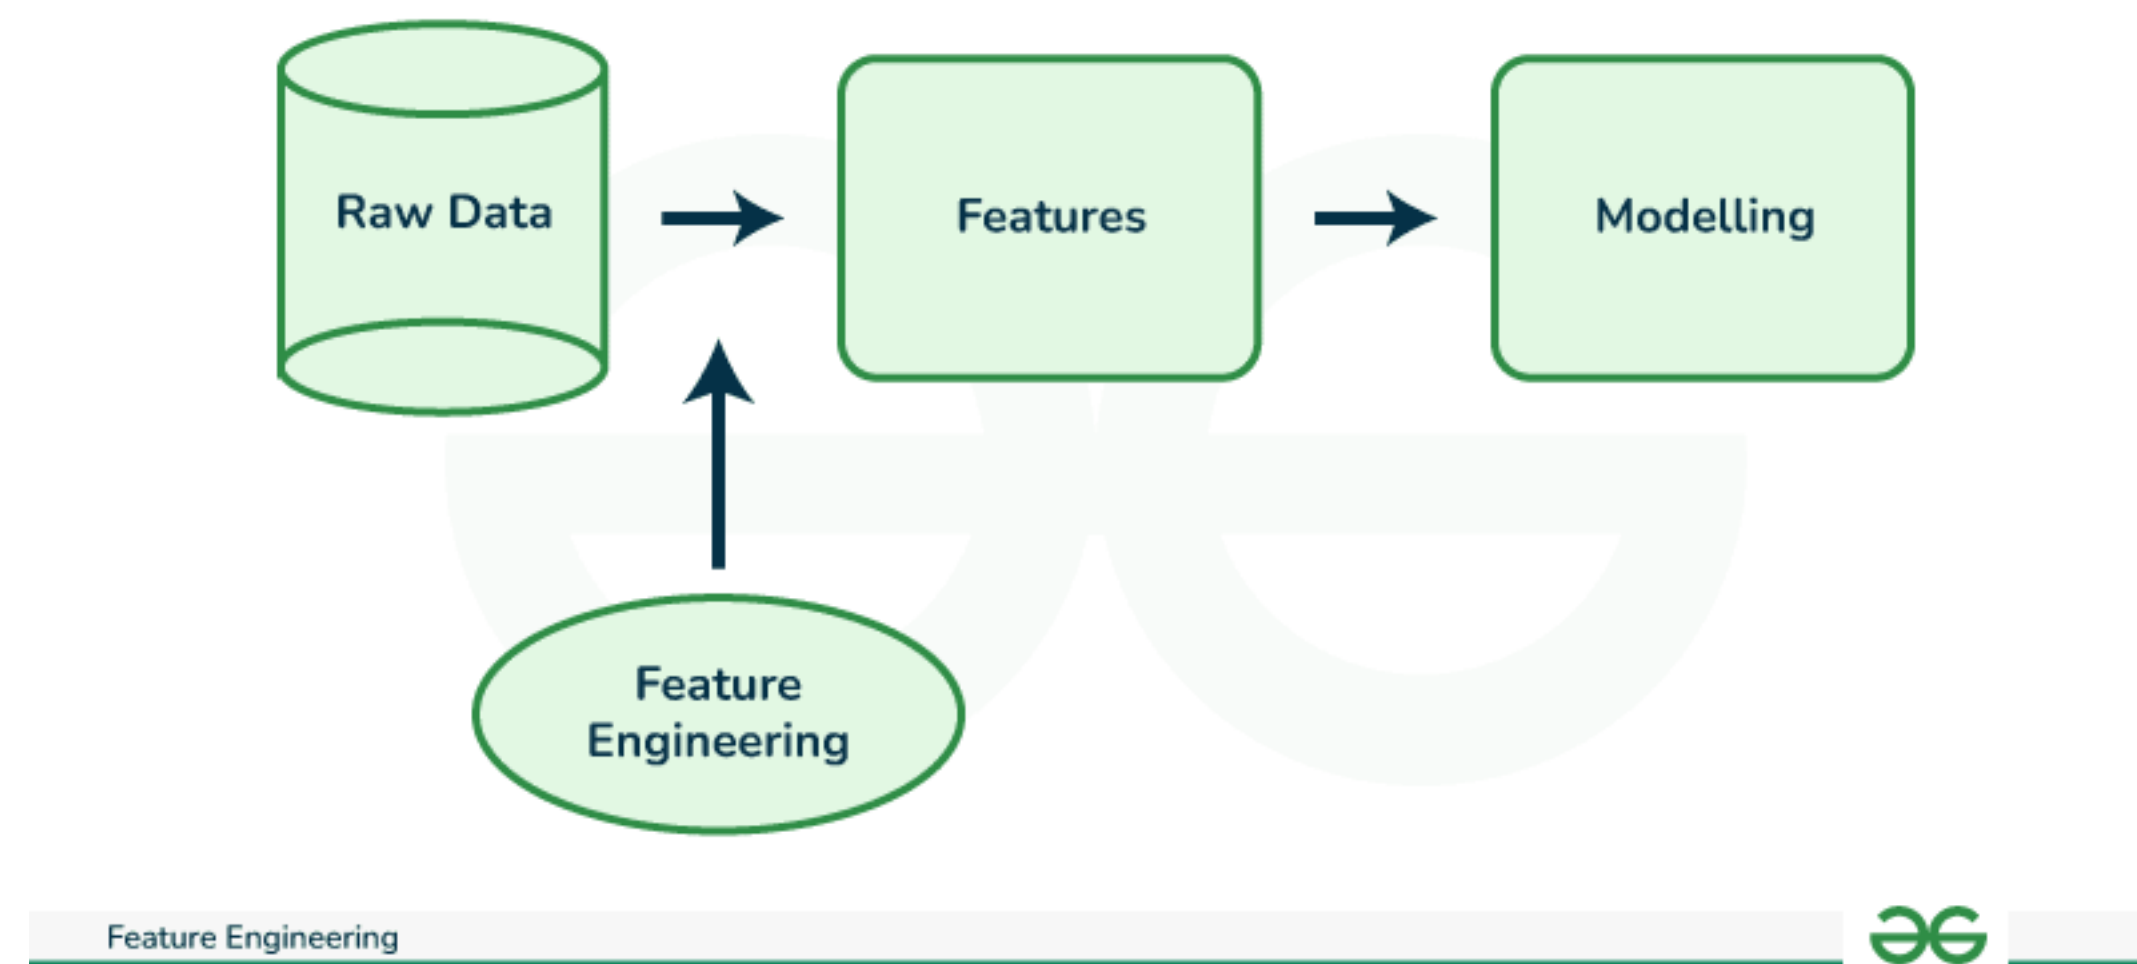 Raw Data
Features
Modelling
Feature
Engineering
Feature Engineering